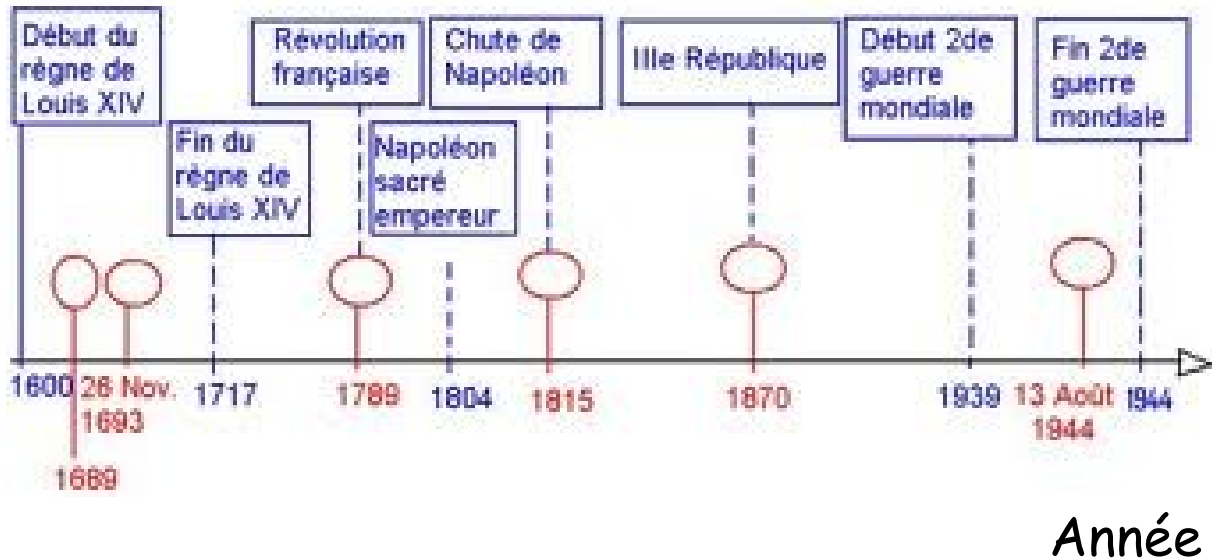 Début du
règne de
Louis XIV
Fin du
règne de
Louis XIV
Révolution
française
Napoléon
sacré
empereur
Chute de
Napoléon
IIIe République
Début 2de
guerre
mondiale
Fin 2de
guerre
mondiale
1600
1689
26 Nov.
1693
1717
1789
1804
1815
1870
1939
13 Août
1944
1944
Année